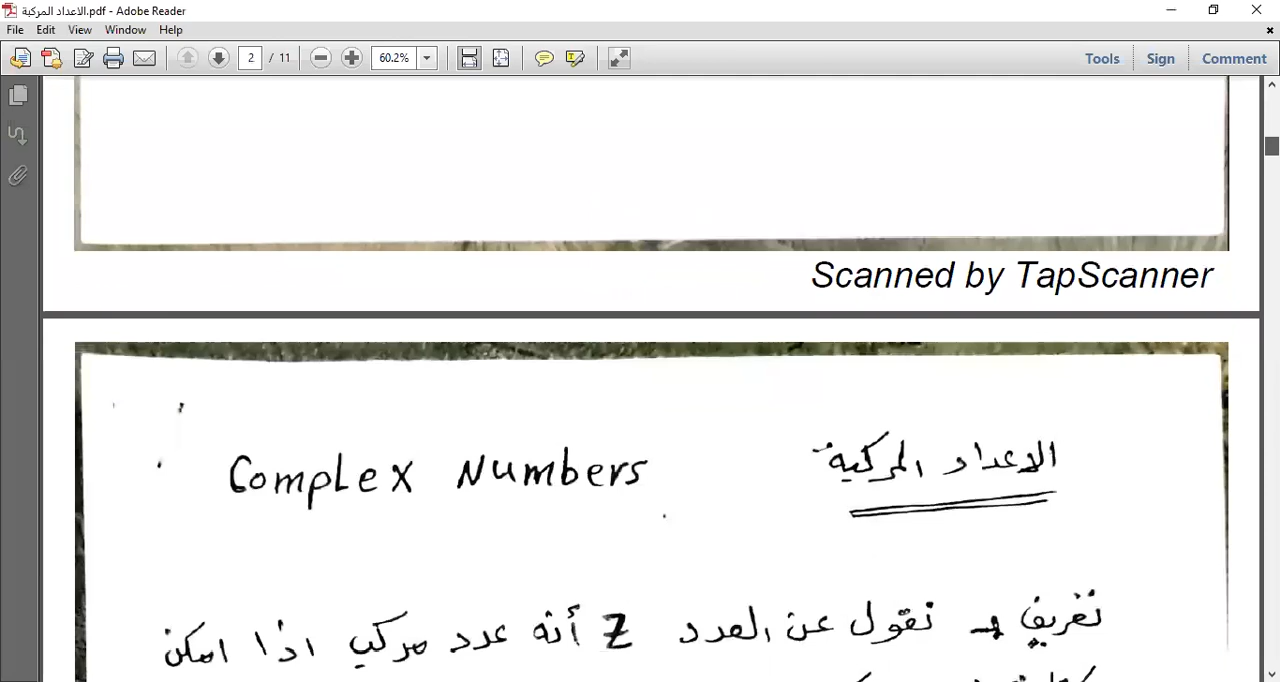 الاعداد المركبة.pdf - Adobe Reader
File Edit View Window Help
2 / 11 60.2% Tools Sign Comment
Scanned by TapScanner
Complex Numbers الاعداد المركبة
تعريف نقول عن العدد Z أنه عدد مركب اذا امكن